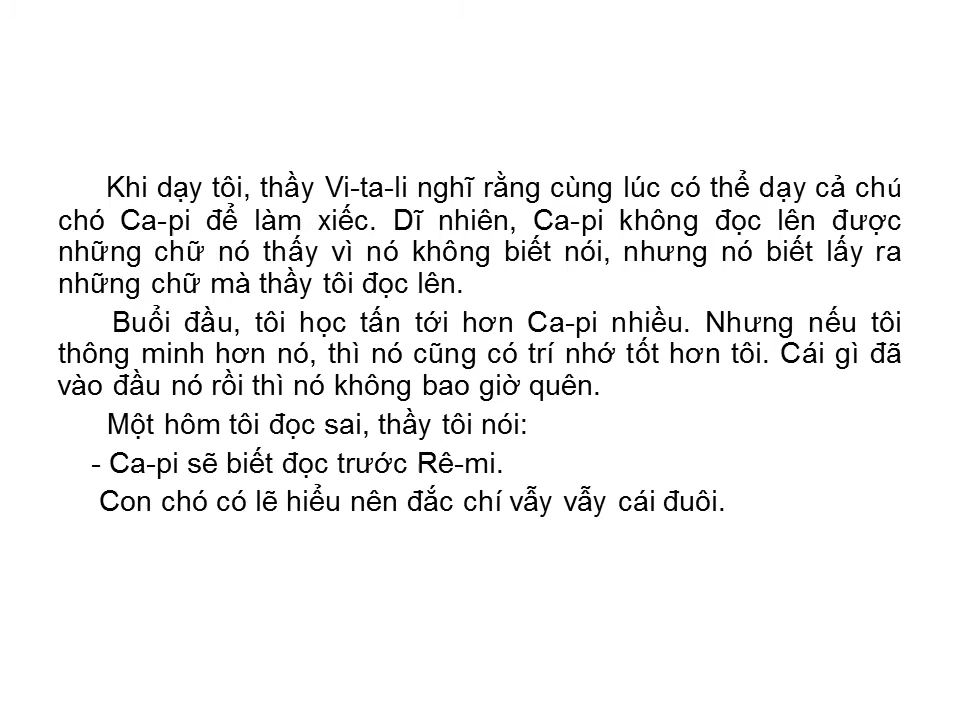 Khi dạy tôi, thầy Vi-ta-li nghĩ rằng cùng lúc có thể dạy cả chú
chó Ca-pi để làm xiếc. Dĩ nhiên, Ca-pi không đọc lên được
những chữ nó thấy vì nó không biết nói, nhưng nó biết lấy ra
những chữ mà thầy tôi đọc lên.
Buổi đầu, tôi học tấn tới hơn Ca-pi nhiều. Nhưng nếu tôi
thông minh hơn nó, thì nó cũng có trí nhớ tốt hơn tôi. Cái gì đã
vào đầu nó rồi thì nó không bao giờ quên.
Một hôm tôi đọc sai, thầy tôi nói:
- Ca-pi sẽ biết đọc trước Rê-mi.
Con chó có lẽ hiểu nên đắc chí vẫy vẫy cái đuôi.